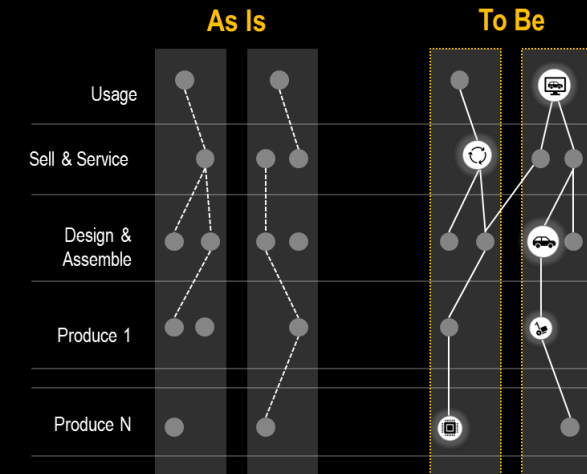 As Is
To Be
Usage
Sell & Service
Design &
Assemble
Produce 1
Produce N